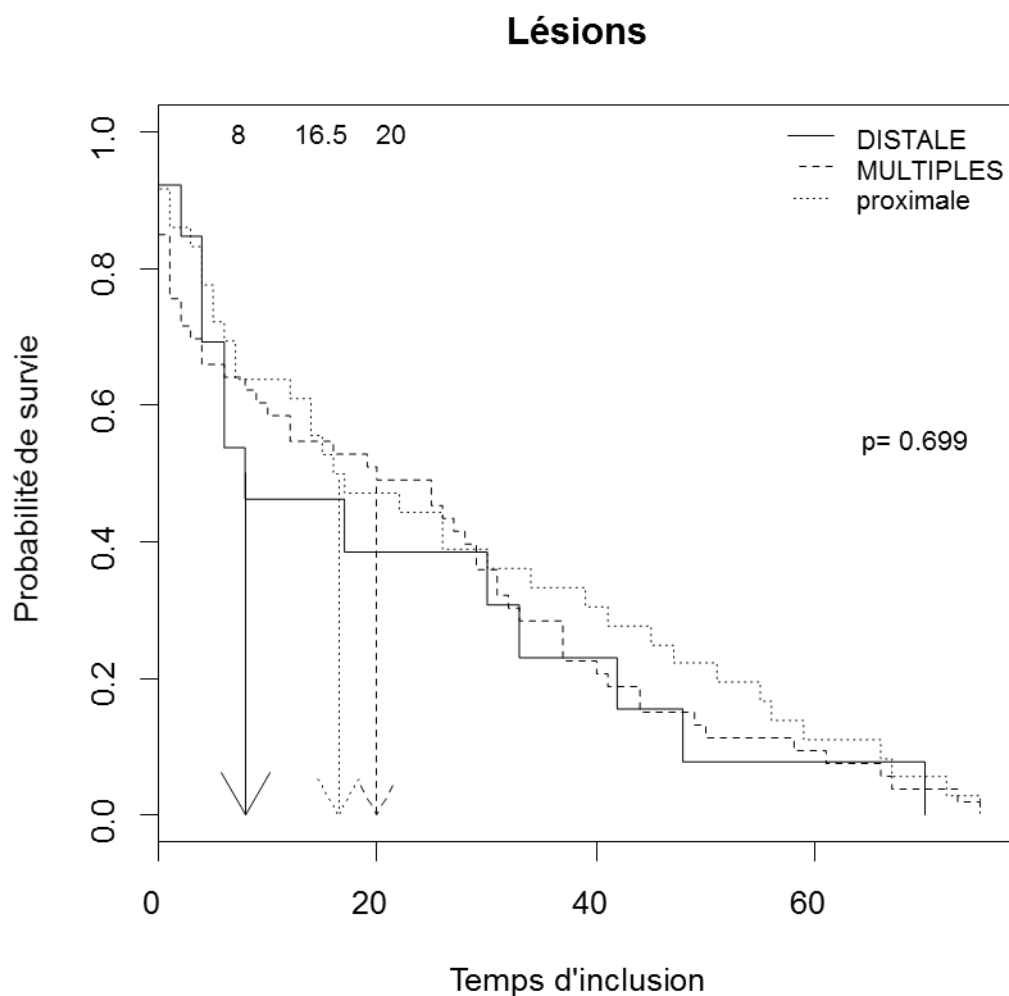 Lésions
8 16.5 20
DISTALE
MULTIPLES
proximale
p= 0.699
Probabilité de survie
1.0
0.8
0.6
0.4
0.2
0.0
0 20 40 60
Temps d'inclusion